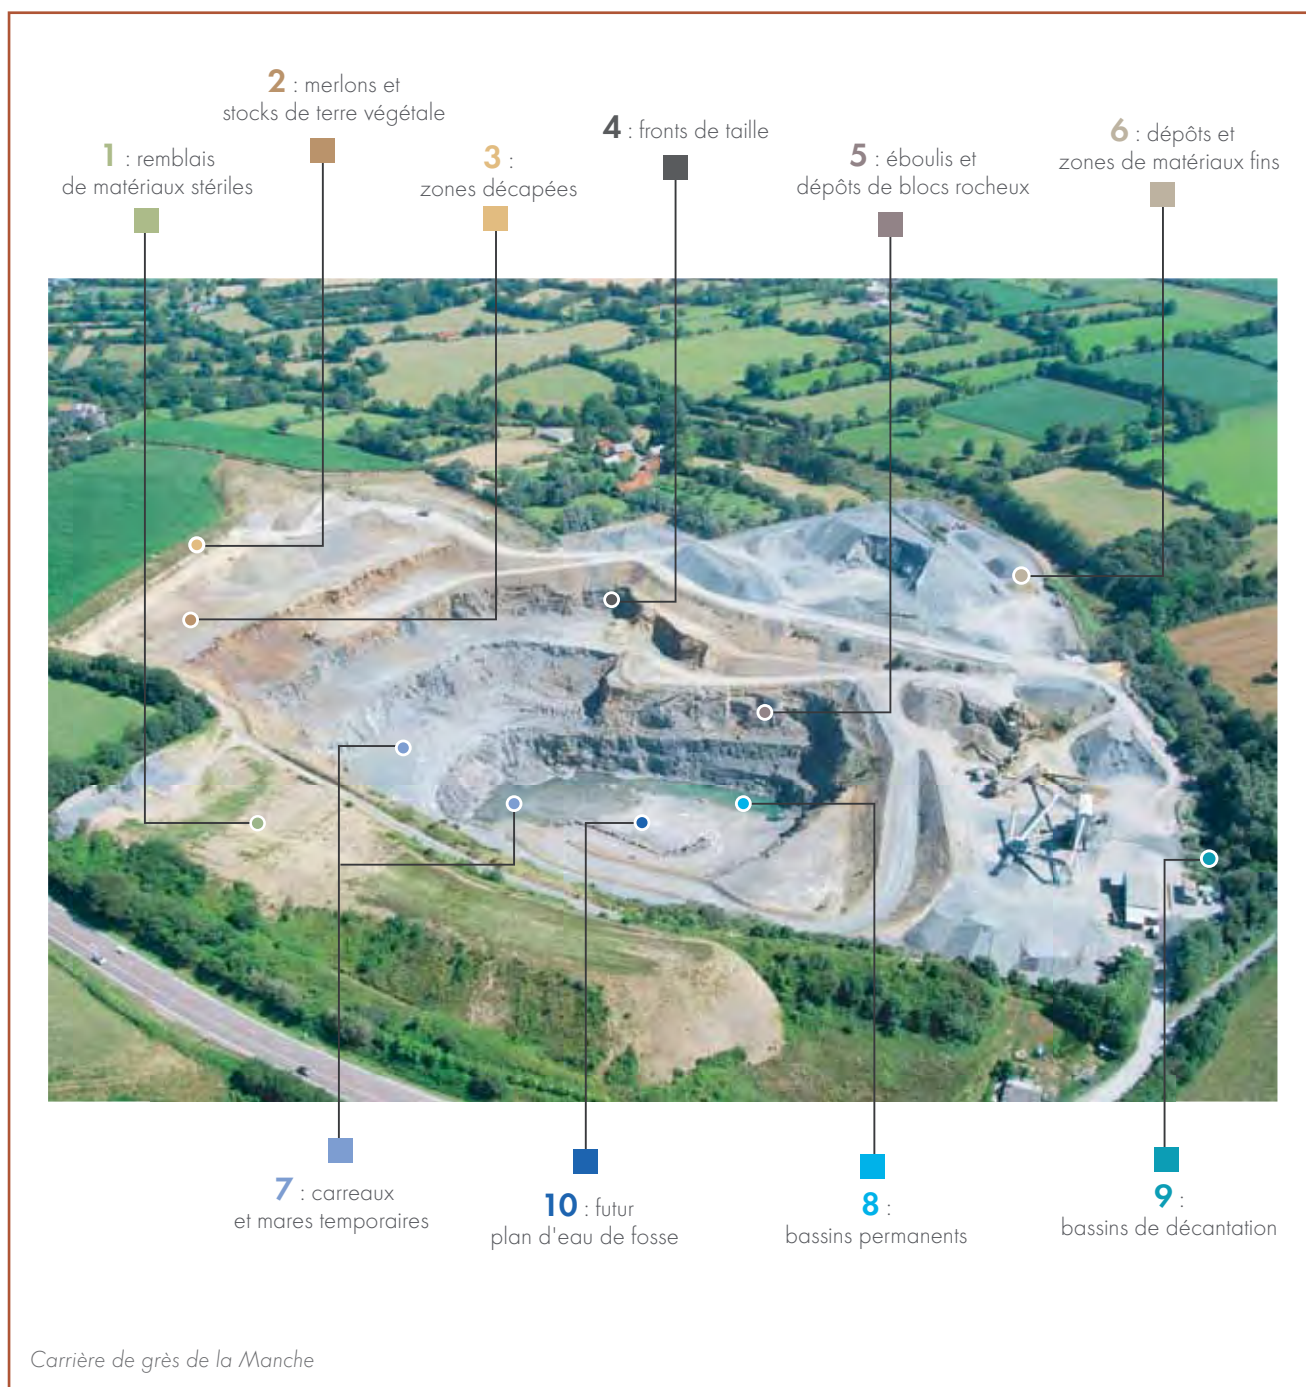 2 : merlons et
stocks de terre végétale
4 : fronts de taille
6 : dépôts et
zones de matériaux fins
1 : remblais
de matériaux stériles
3 :
zones décapées
5 : éboulis et
dépôts de blocs rocheux
7 : carreaux
et mares temporaires
10 : futur
plan d'eau de fosse
8 :
bassins permanents
9 :
bassins de décantation
Carrière de grès de la Manche